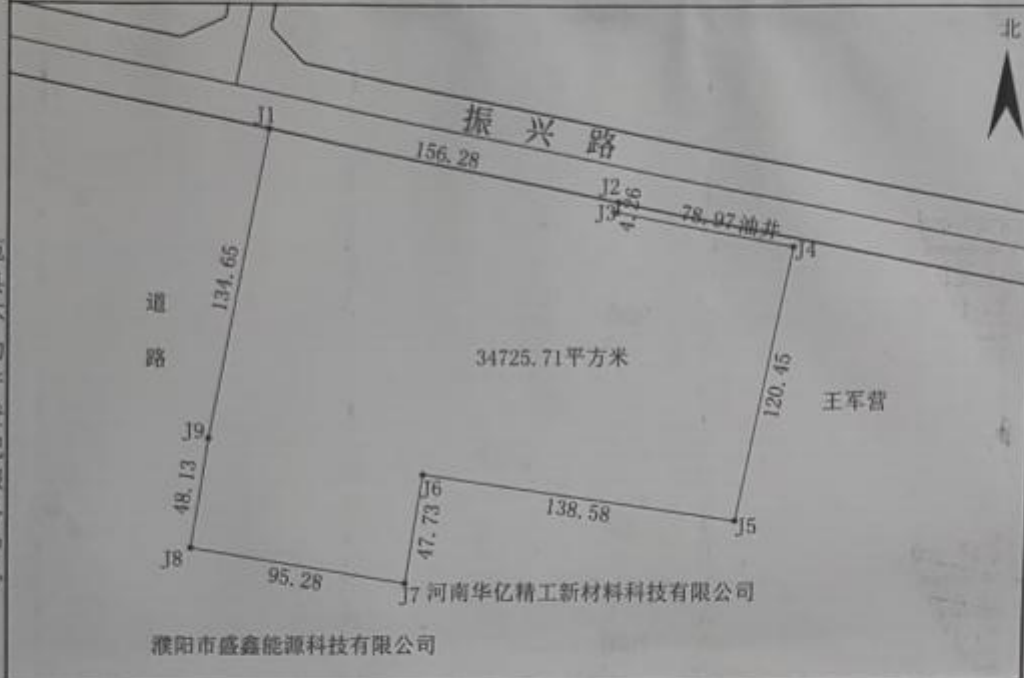 北
J1
振兴路
156.28
J2
J3
4.26
78.97
油井
J4
134.65
道
路
34725.71平方米
120.45
王军营
J9
J6
48.13
47.73
138.58
J5
J8
95.28
J7
河南华亿精工新材料科技有限公司
濮阳市盛鑫能源科技有限公司